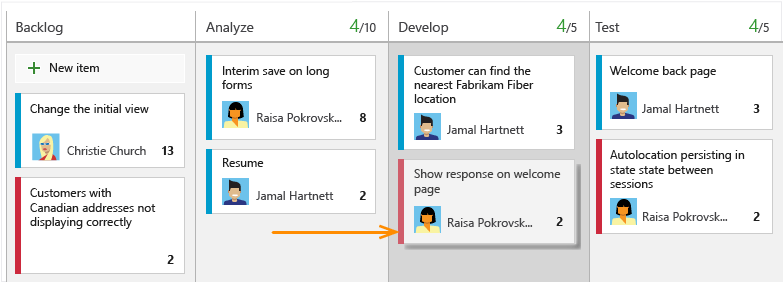 Backlog
New item
Change the initial view
Christie Church 13
Customers with
Canadian addresses not
displaying correctly
2
Analyze 4/10
Interim save on long
forms
Raisa Pokrovsk... 8
Resume
Jamal Hartnett 2
Develop 4/5
Customer can find the
nearest Fabrikam Fiber
location
Jamal Hartnett 3
Show response on welcome
page
Raisa Pokrovsk... 2
Test 4/5
Welcome back page
Jamal Hartnett 3
Autolocation persisting in
state state between
sessions
Raisa Pokrovsk... 2